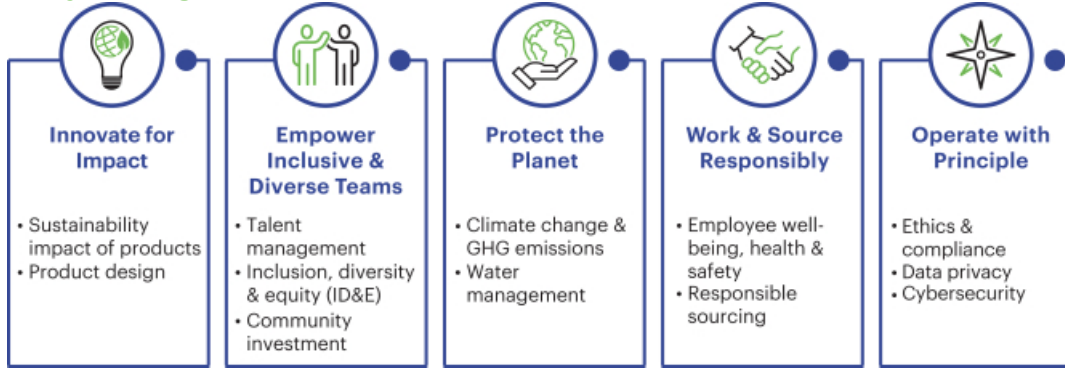 Innovate for
Impact
• Sustainability
impact of products
• Product design
Empower
Inclusive &
Diverse Teams
• Talent
management
• Inclusion, diversity
& equity (ID&E)
• Community
investment
Protect the
Planet
• Climate change &
GHG emissions
• Water
management
Work & Source
Responsibly
• Employee well-
being, health &
safety
• Responsible
sourcing
Operate with
Principle
• Ethics &
compliance
• Data privacy
• Cybersecurity